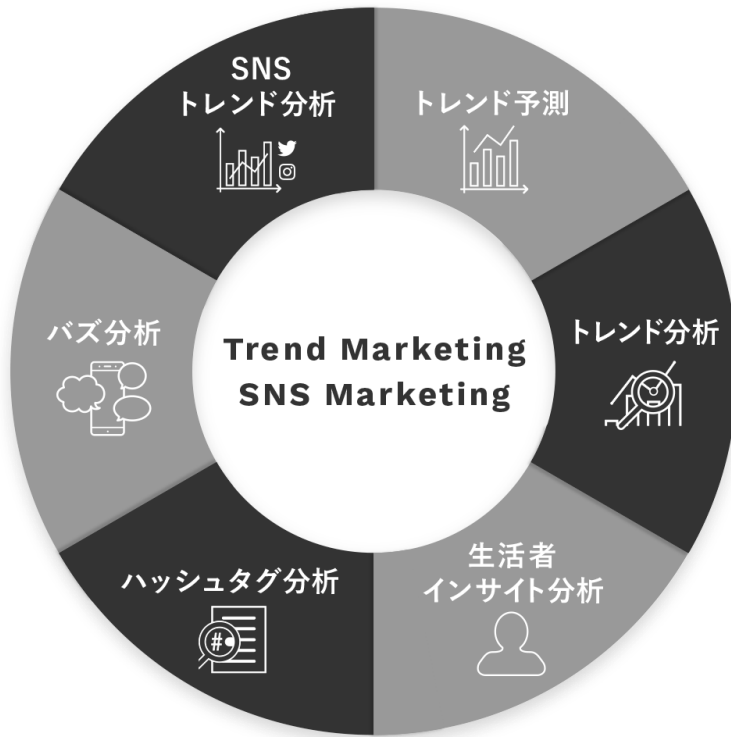 SNS
トレンド分析
トレンド予測
バズ分析
トレンド分析
Trend Marketing
SNS Marketing
ハッシュタグ分析
#
生活者
インサイト分析